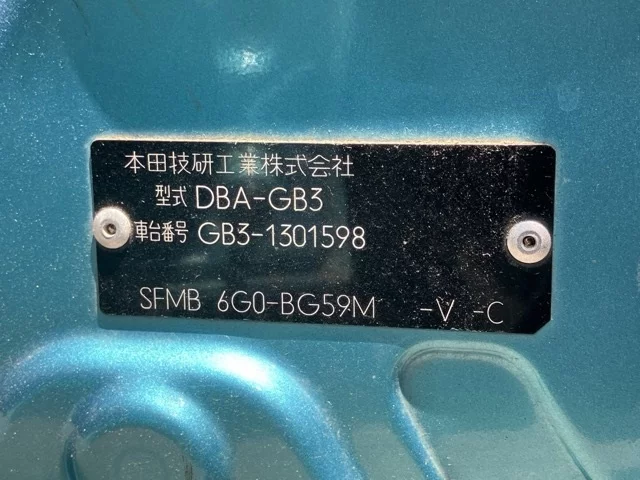 本田技研工業株式会社
型式 DBA-GB3
車台番号 GB3-1301598
SFMB 6G0-BG59M -V -C